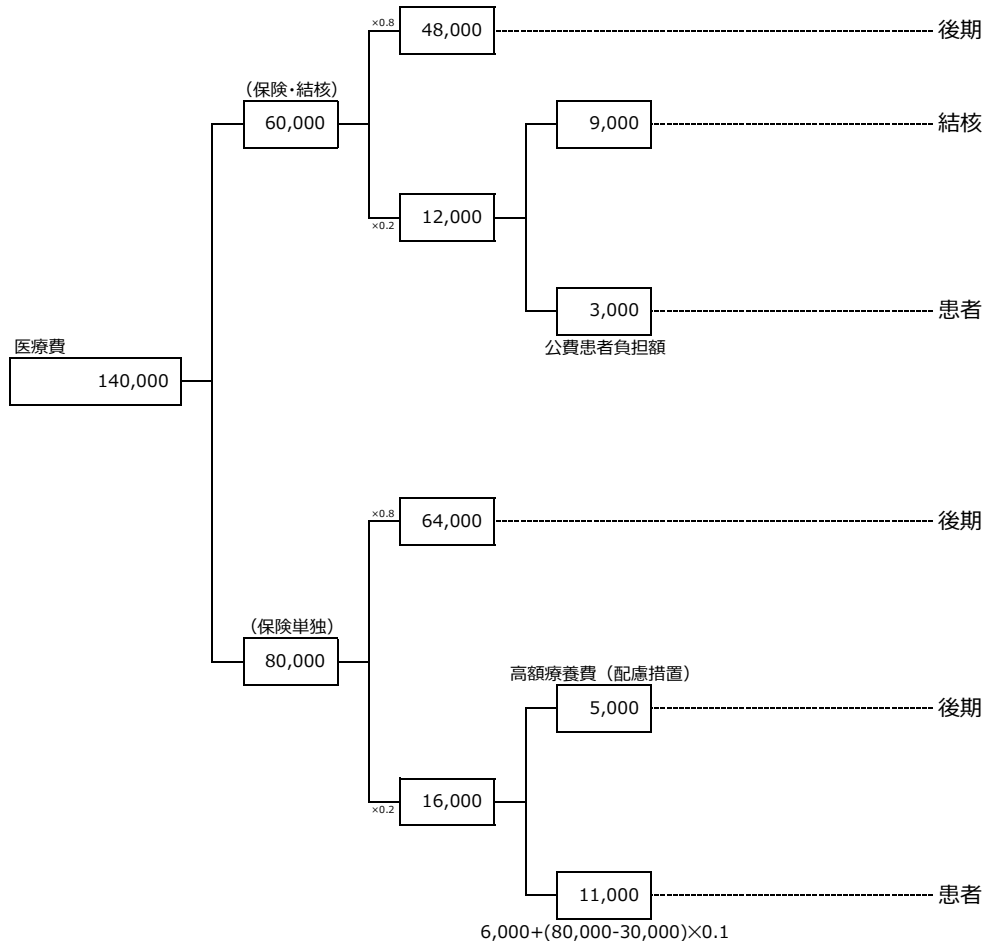 ×0.8
48,000
後期
（保険・結核）
60,000
9,000
結核
×0.2
12,000
3,000
患者
公費患者負担額
医療費
140,000
×0.8
64,000
後期
（保険単独）
80,000
高額療養費（配慮措置）
5,000
後期
×0.2
16,000
11,000
患者
6,000+(80,000-30,000)×0.1